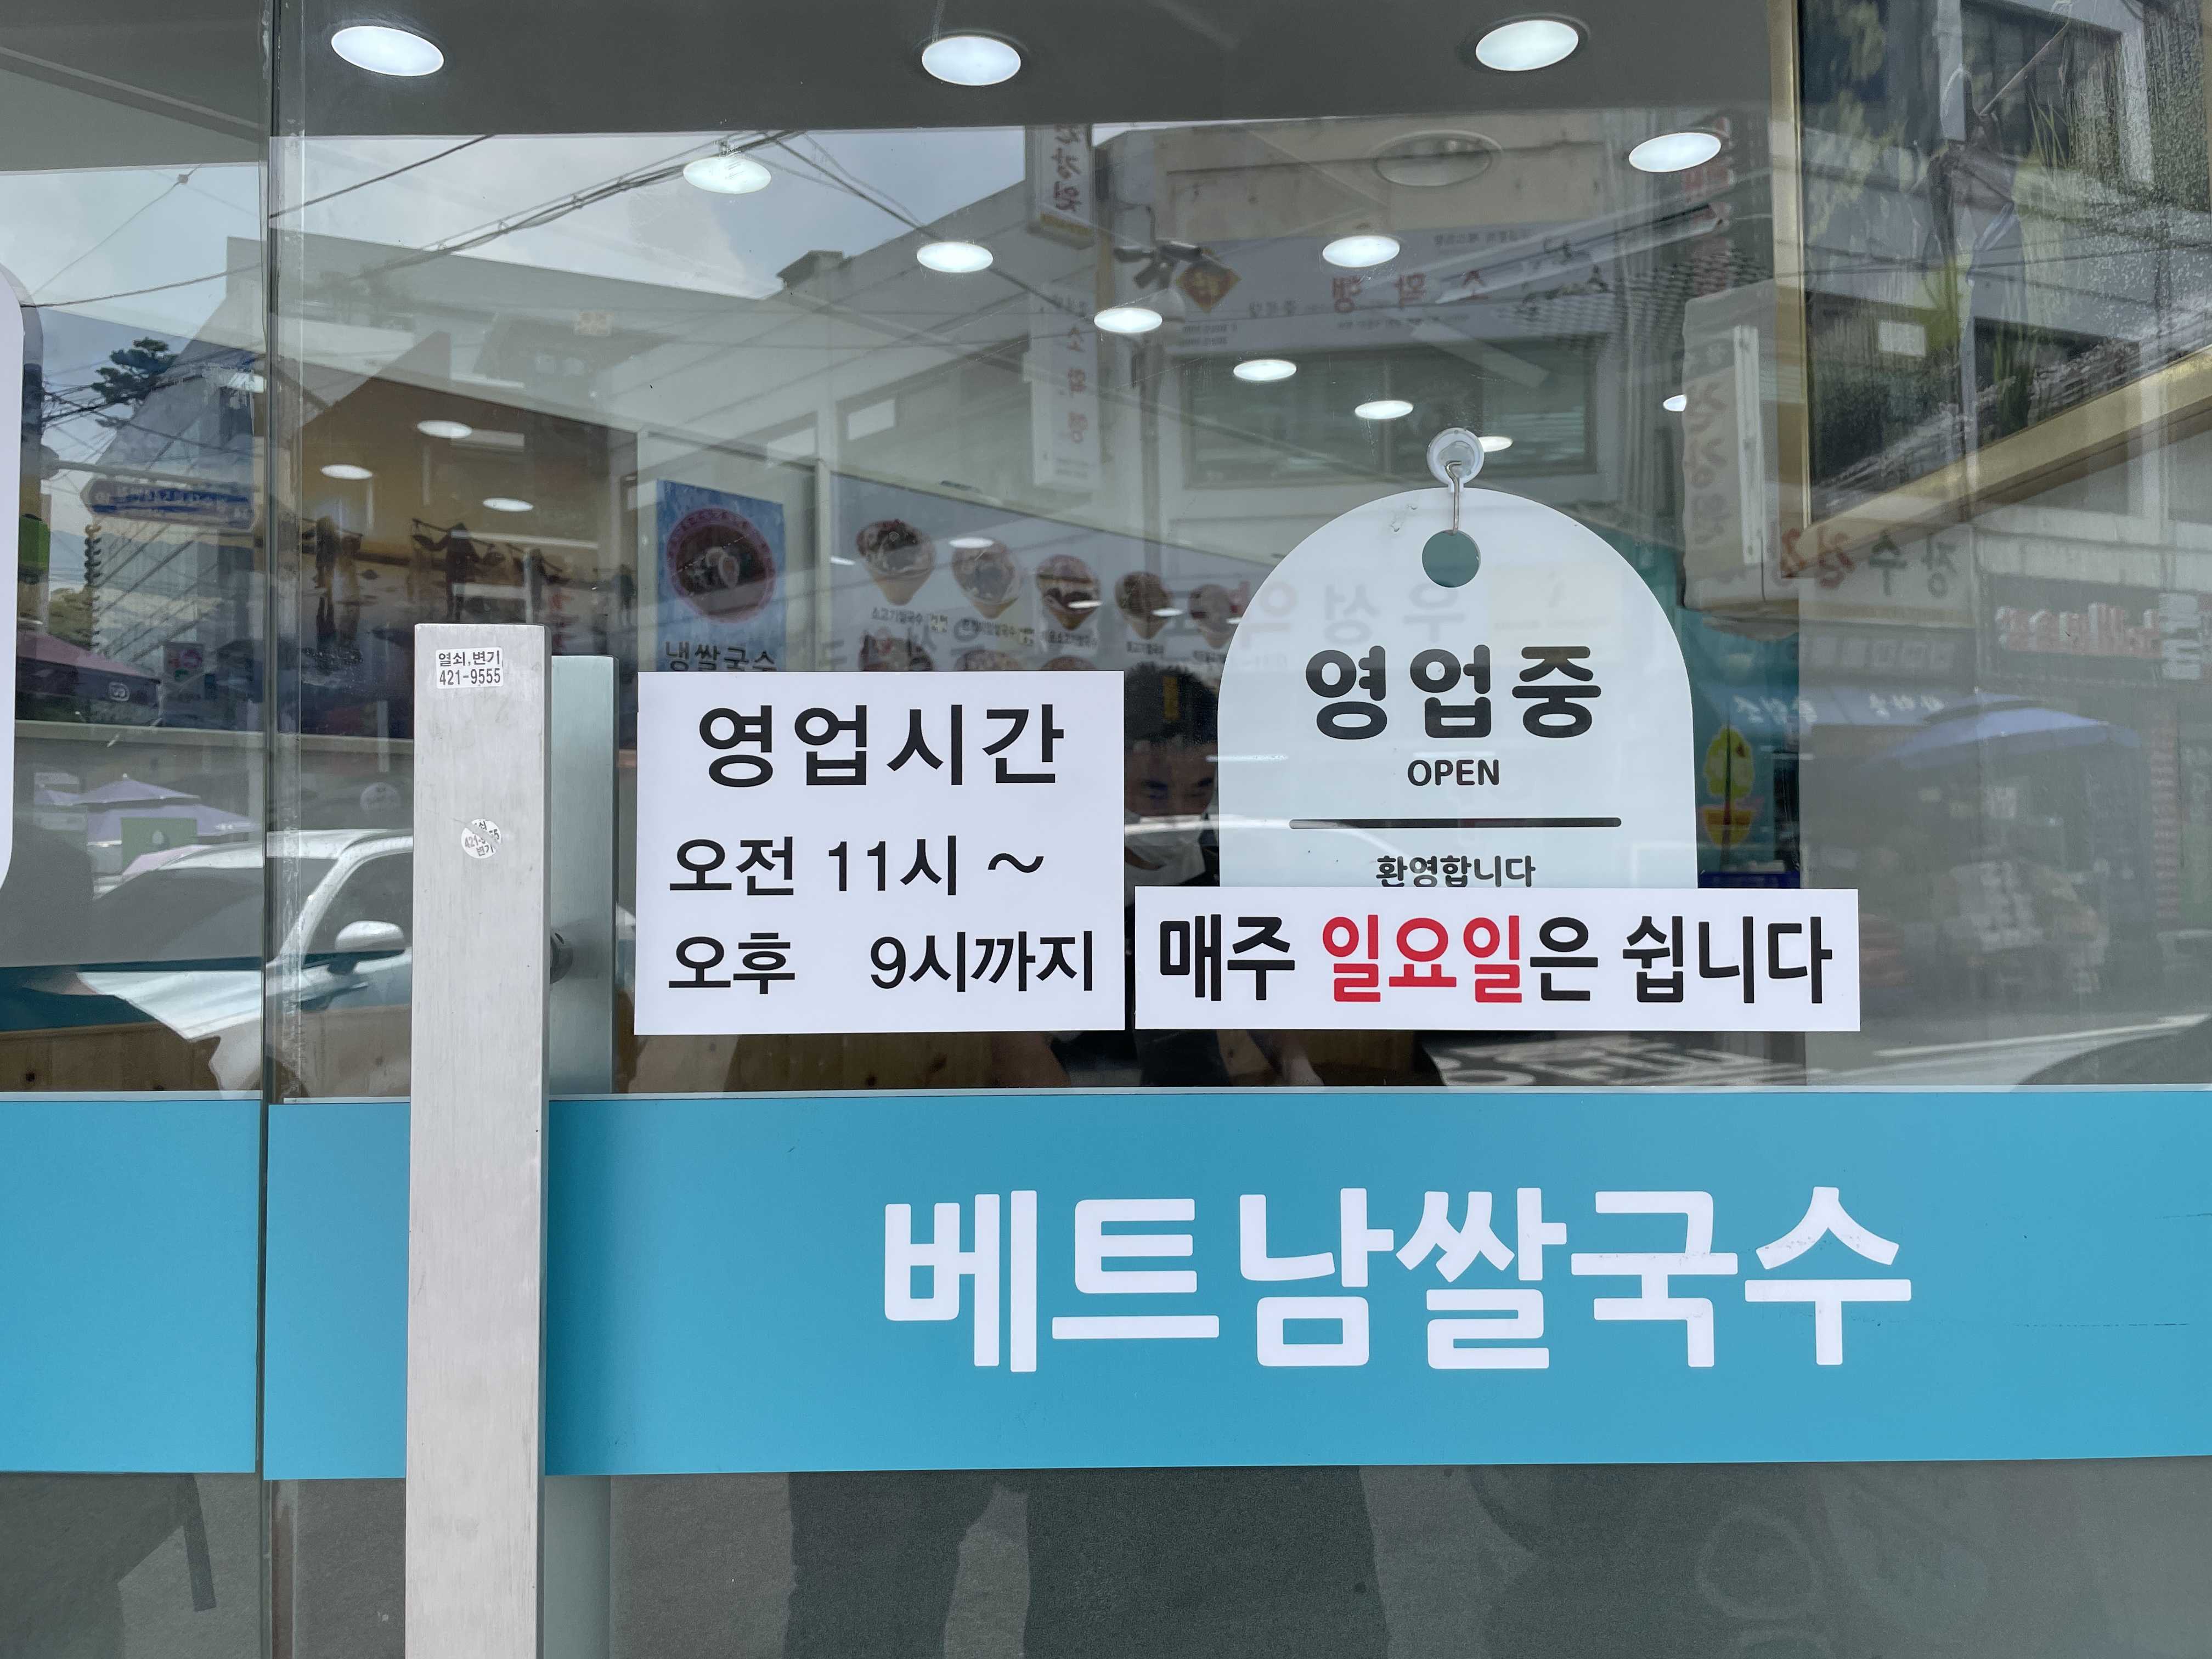 열쇠,변기
421-9555
냉쌀국수
영업시간
오전 11시 ~
오후 9시까지
영업중
OPEN
환영합니다
매주 일요일은 쉽니다
베트남쌀국수